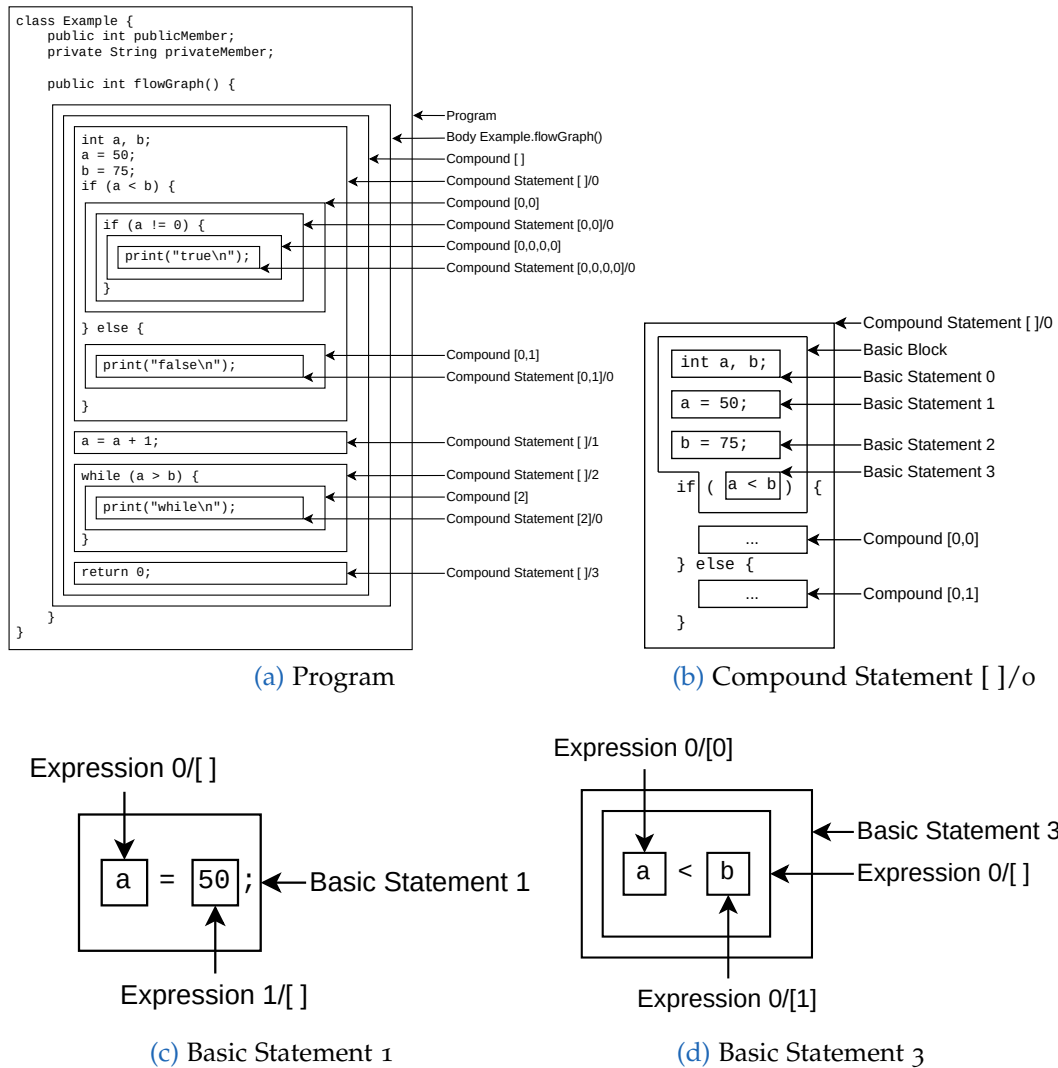 class Example {
public int publicMember;
private String privateMember;
public int flowGraph() {
Program
Body Example.flowGraph()
int a, b;
a = 50;
Compound [ ]
b = 75;
if (a < b) {
Compound Statement [ ]/0
Compound [0,0]
if (a != 0) {
Compound Statement [0,0]/0
Compound [0,0,0,0]
print("true\n");
Compound Statement [0,0,0,0]/0
}
} else {
Compound [0,1]
print("false\n");
Compound Statement [0,1]/0
}
a = a + 1;
Compound Statement [ ]/1
while (a > b) {
Compound Statement [ ]/2
Compound [2]
print("while\n");
Compound Statement [2]/0
}
return 0;
Compound Statement [ ]/3
}
}
(a) Program
Compound Statement [ ]/0
Basic Block
int a, b;
Basic Statement 0
a = 50;
Basic Statement 1
b = 75;
Basic Statement 2
Basic Statement 3
if ( a < b ) {
...
Compound [0,0]
} else {
...
Compound [0,1]
}
(b) Compound Statement [ ]/0
Expression 0/[ ]
a = 50 ;
Basic Statement 1
Expression 1/[ ]
(c) Basic Statement 1
Expression 0/[0]
Basic Statement 3
a < b
Expression 0/[ ]
Expression 0/[1]
(d) Basic Statement 3